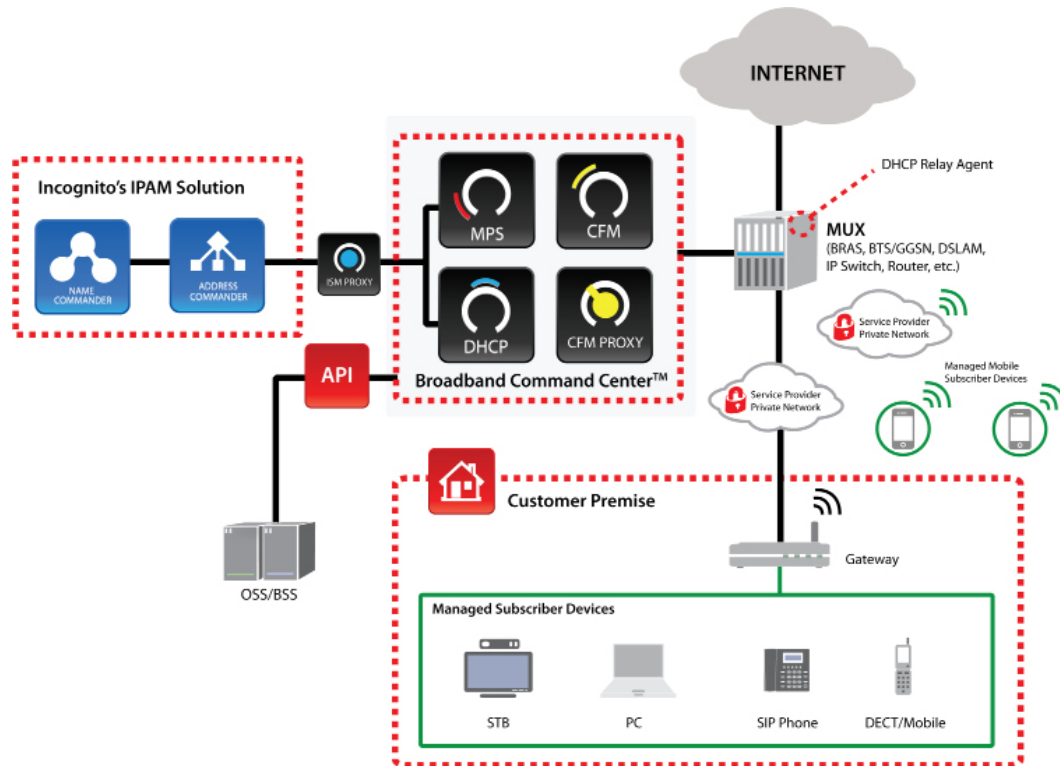 INTERNET
DHCP Relay Agent
MUX
(BRAS, BTS/GGSN, DSLAM,
IP Switch, Router, etc.)
Incognito's IPAM Solution
NAME
COMMANDER
ADDRESS
COMMANDER
ISM PROXY
MPS
CFM
DHCP
CFM PROXY
Broadband Command Center™
API
OSS/BSS
Service Provider
Private Network
Managed Mobile
Subscriber Devices
Service Provider
Private Network
Customer Premise
Gateway
Managed Subscriber Devices
STB
PC
SIP Phone
DECT/Mobile